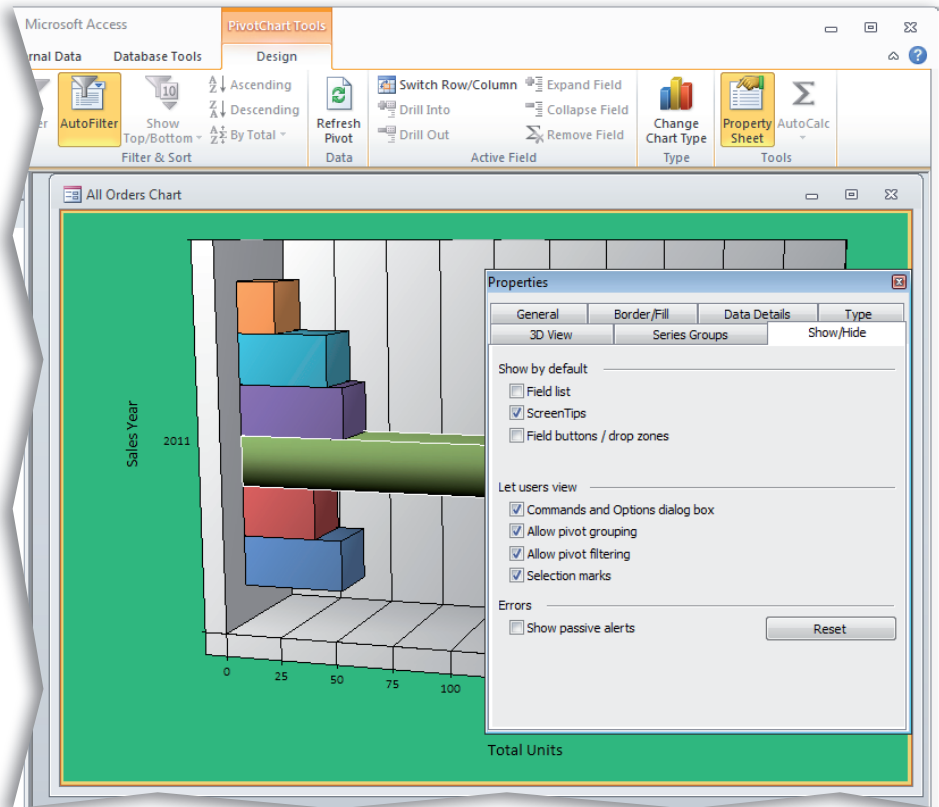 Microsoft Access
PivotChart Tools
rnal Data Database Tools Design
er
AutoFilter
Show
Top/Bottom
Ascending
Descending
By Total
Filter & Sort
Refresh
Pivot
Data
Switch Row/Column
Drill Into
Drill Out
Expand Field
Collapse Field
Remove Field
Active Field
Change
Chart Type
Type
Property
Sheet
AutoCalc
Tools
All Orders Chart
Sales Year
2011
0 25 50 75 100
Total Units
Properties
General Border/Fill Data Details Type
3D View Series Groups Show/Hide
Show by default
Field list
ScreenTips
Field buttons / drop zones
Let users view
Commands and Options dialog box
Allow pivot grouping
Allow pivot filtering
Selection marks
Errors
Show passive alerts
Reset